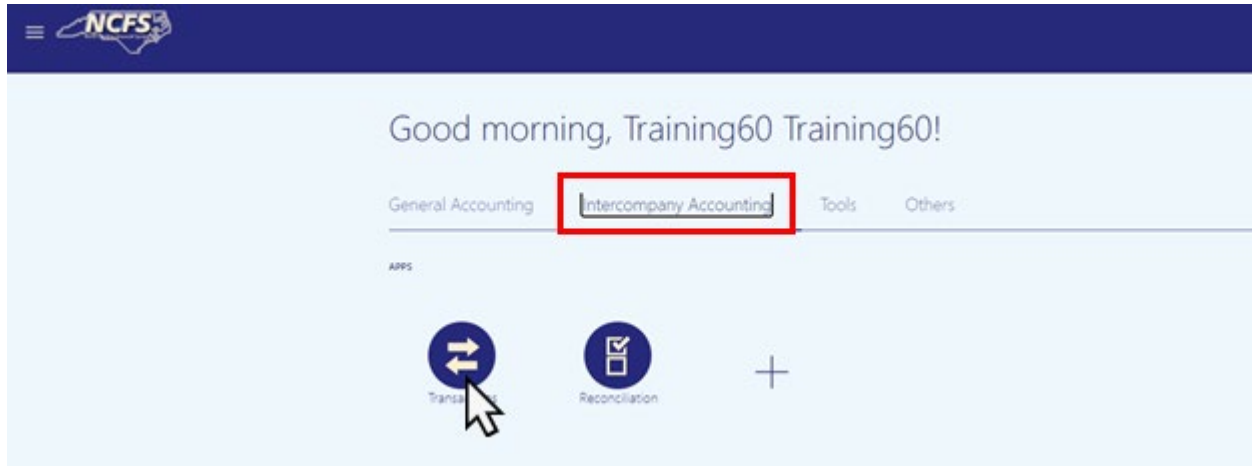 NCFS
Good morning, Training60 Training60!
General Accounting Intercompany Accounting Tools Others
APPS
Reconciliation